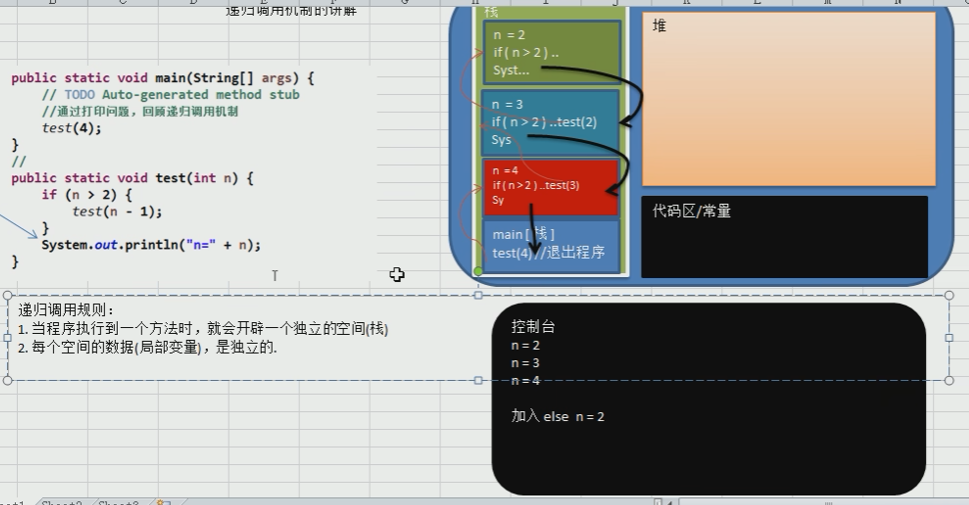 递归调用机制的讲解
public static void main(String[] args) {
// TODO Auto-generated method stub
//通过打印问题，回顾递归调用机制
test(4);
}
//
public static void test(int n) {
if (n > 2) {
test(n - 1);
}
System.out.println("n=" + n);
}
栈
n = 2
if ( n > 2 ) ..
Syst...
n = 3
if ( n > 2 ) ..test(2)
Sys
n = 4
if ( n > 2 ) ..test(3)
Sy
main [ 栈 ]
test(4)//退出程序
堆
代码区/常量
递归调用规则：
1. 当程序执行到一个方法时，就会开辟一个独立的空间(栈)
2. 每个空间的数据(局部变量)，是独立的.
控制台
n = 2
n = 3
n = 4
加入 else n = 2